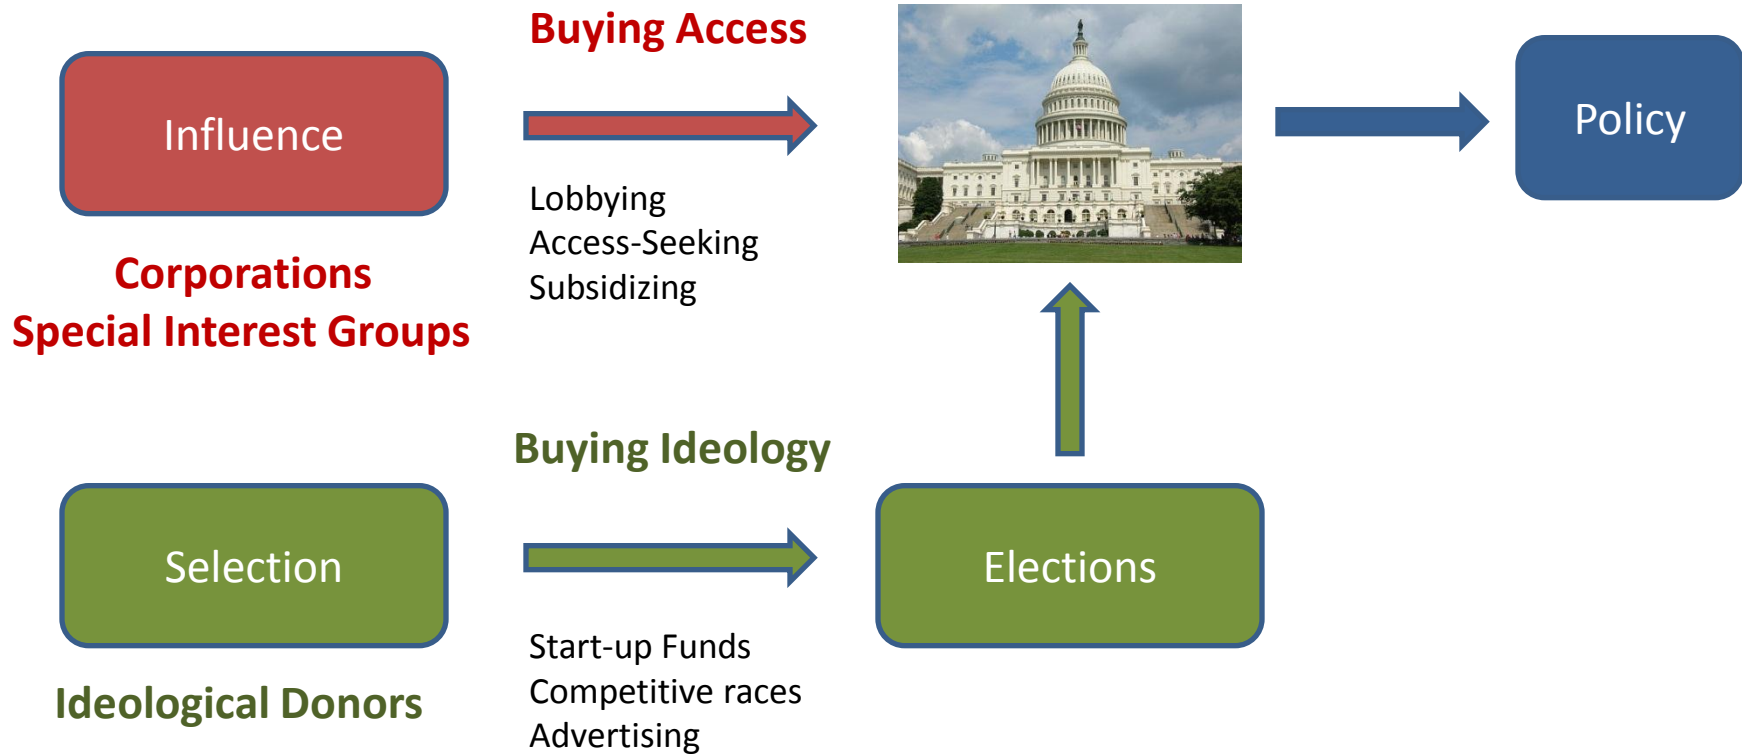 Buying Access
Influence
Policy
Lobbying
Access-Seeking
Subsidizing
Corporations
Special Interest Groups
Buying Ideology
Selection
Elections
Start-up Funds
Competitive races
Advertising
Ideological Donors